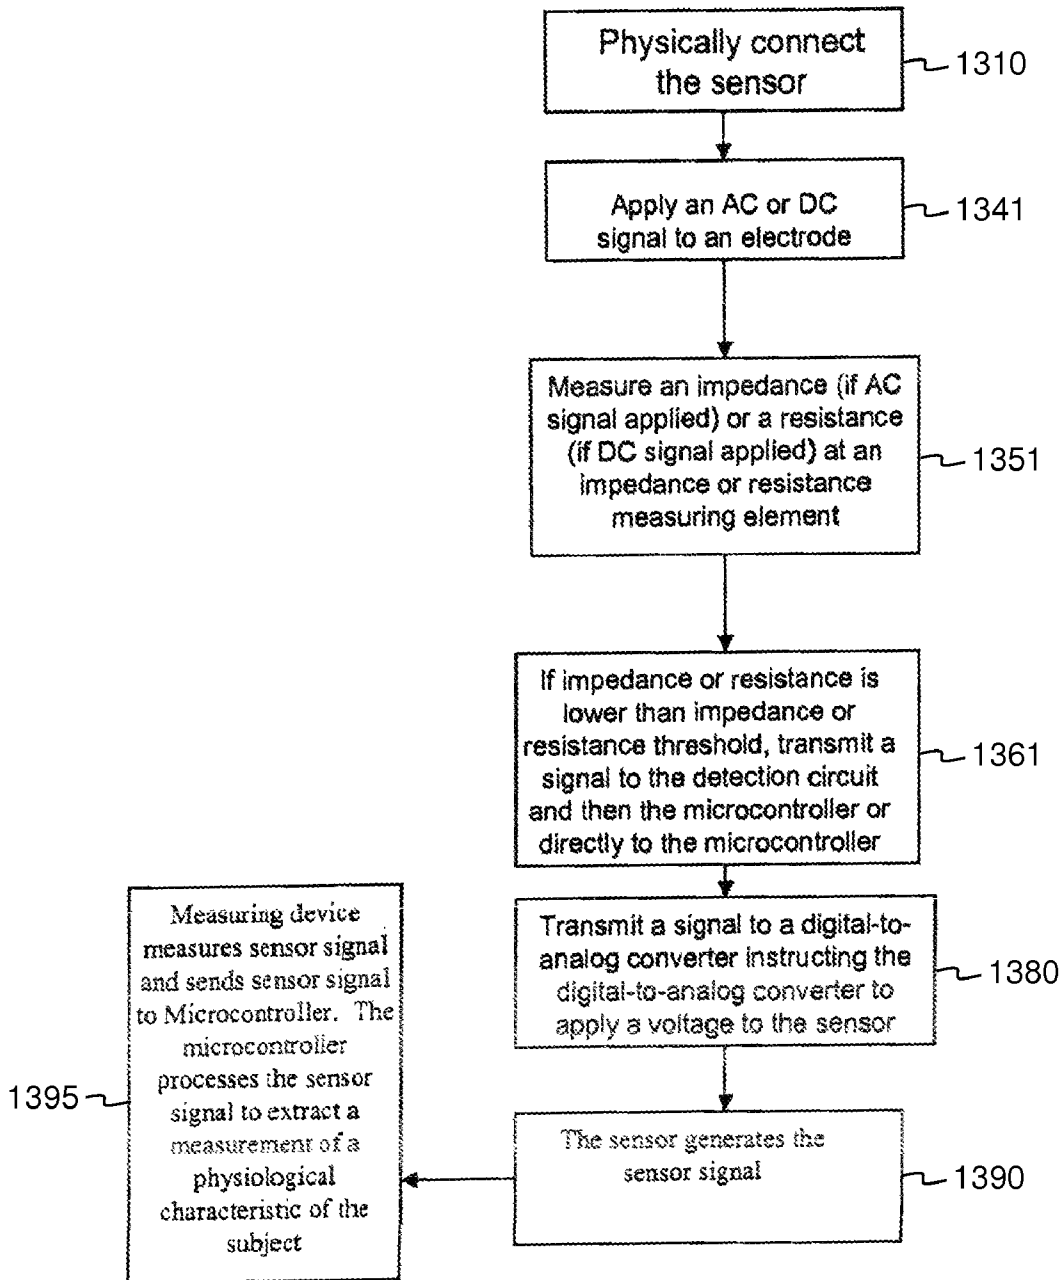 Physically connect
the sensor
1310
Apply an AC or DC
signal to an electrode
1341
Measure an impedance (if AC
signal applied) or a resistance
(if DC signal applied) at an
impedance or resistance
measuring element
1351
If impedance or resistance is
lower than impedance or
resistance threshold, transmit a
signal to the detection circuit
and then the microcontroller or
directly to the microcontroller
1361
Transmit a signal to a digital-to-
analog converter instructing the
digital-to-analog converter to
apply a voltage to the sensor
1380
The sensor generates the
sensor signal
1390
Measuring device
measures sensor signal
and sends sensor signal
to Microcontroller. The
microcontroller
processes the sensor
signal to extract a
measurement of a
physiological
characteristic of the
subject
1395